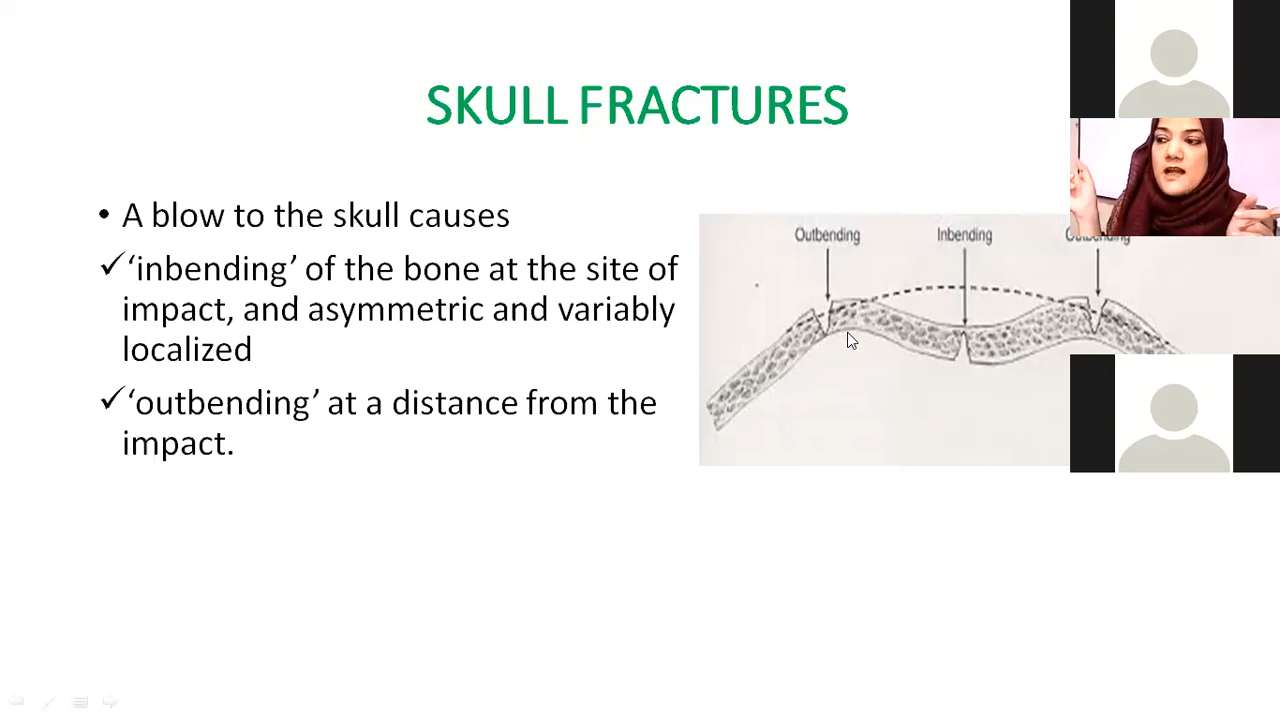 SKULL FRACTURES
• A blow to the skull causes
✓ ‘inbending’ of the bone at the site of
impact, and asymmetric and variably
localized
✓ ‘outbending’ at a distance from the
impact.
Outbending
Inbending